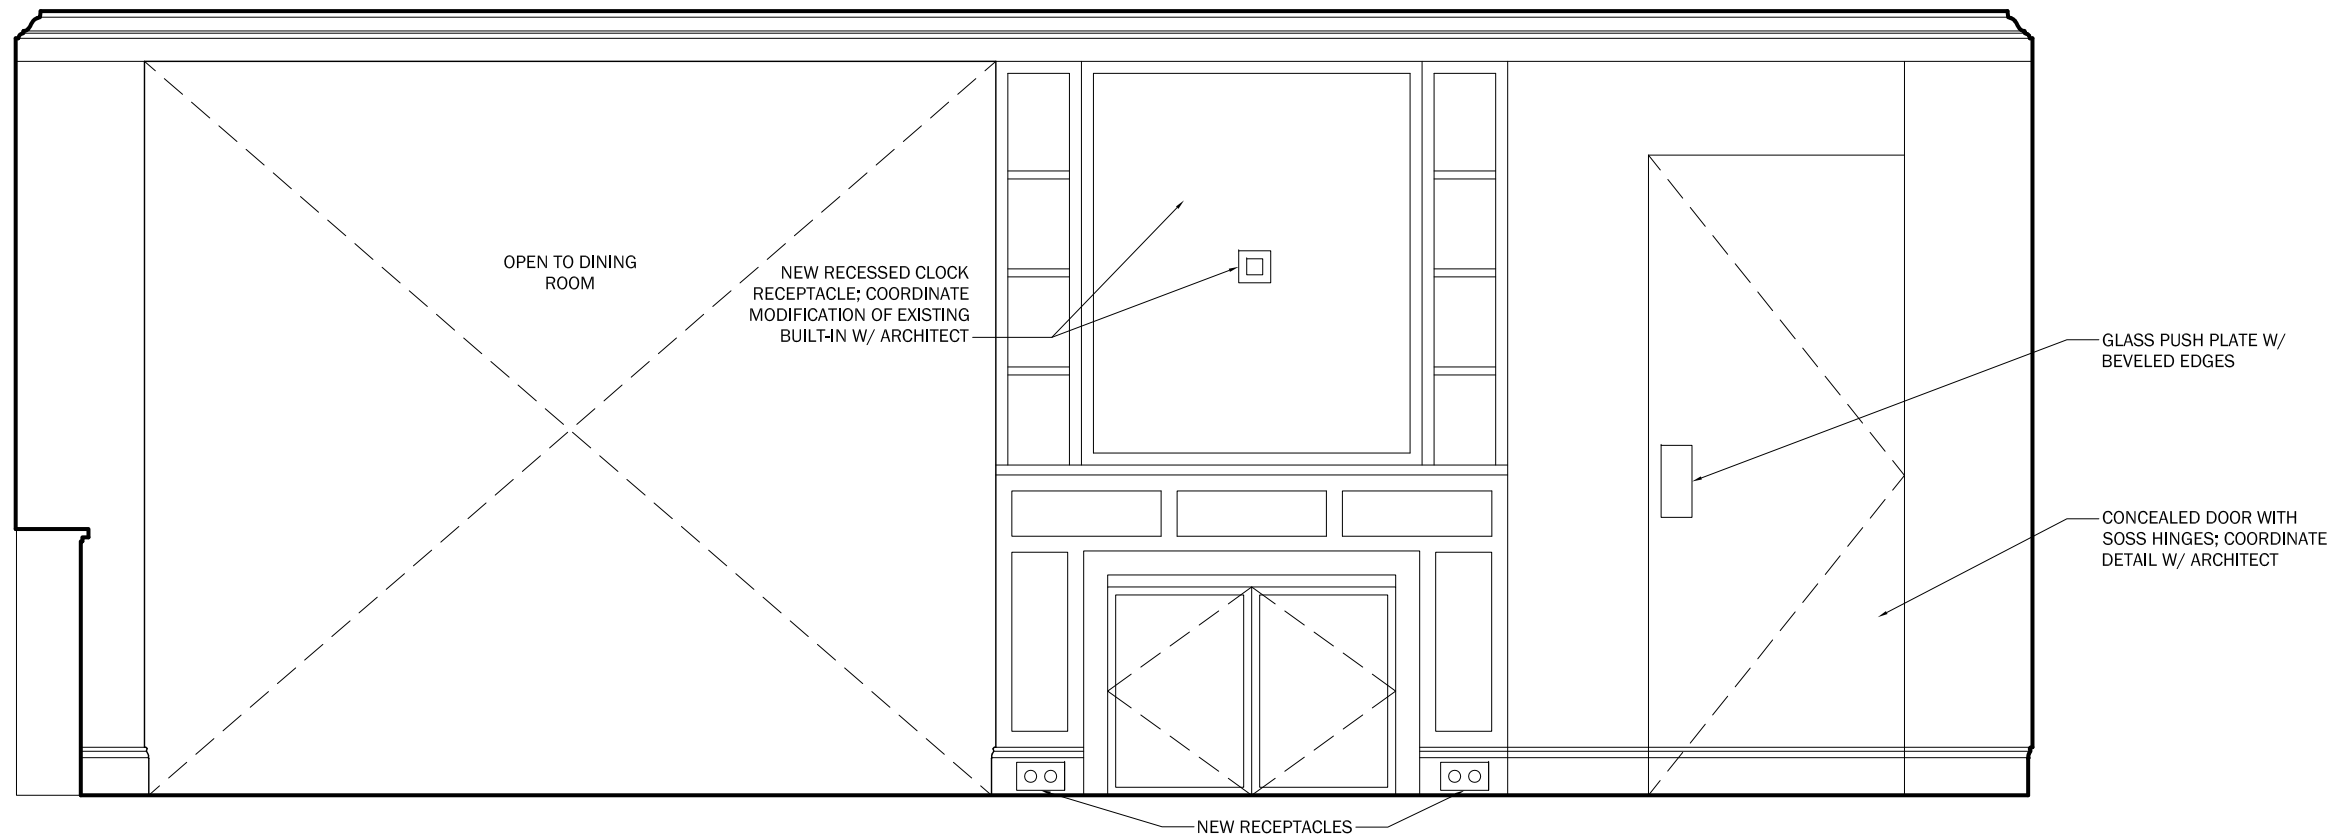 OPEN TO DINING
ROOM
NEW RECESSED CLOCK
RECEPTACLE; COORDINATE
MODIFICATION OF EXISTING
BUILT-IN W/ ARCHITECT
GLASS PUSH PLATE W/
BEVELED EDGES
CONCEALED DOOR WITH
SOSS HINGES; COORDINATE
DETAIL W/ ARCHITECT
NEW RECEPTACLES